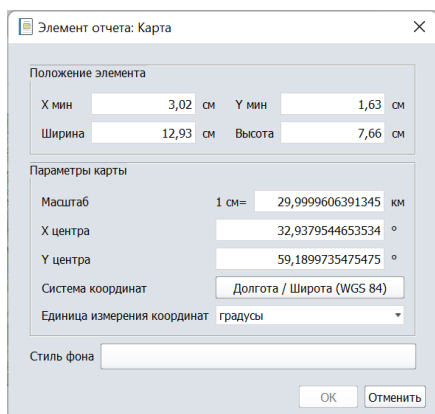 Элемент отчета: Карта
Положение элемента
X мин 3,02 см Y мин 1,63 см
Ширина 12,93 см Высота 7,66 см
Параметры карты
Масштаб 1 см= 29,9999606391345 км
X центра 32,9379544653534 °
Y центра 59,1899735475475 °
Система координат Долгота / Широта (WGS 84)
Единица измерения координат градусы
Стиль фона
ОК Отменить